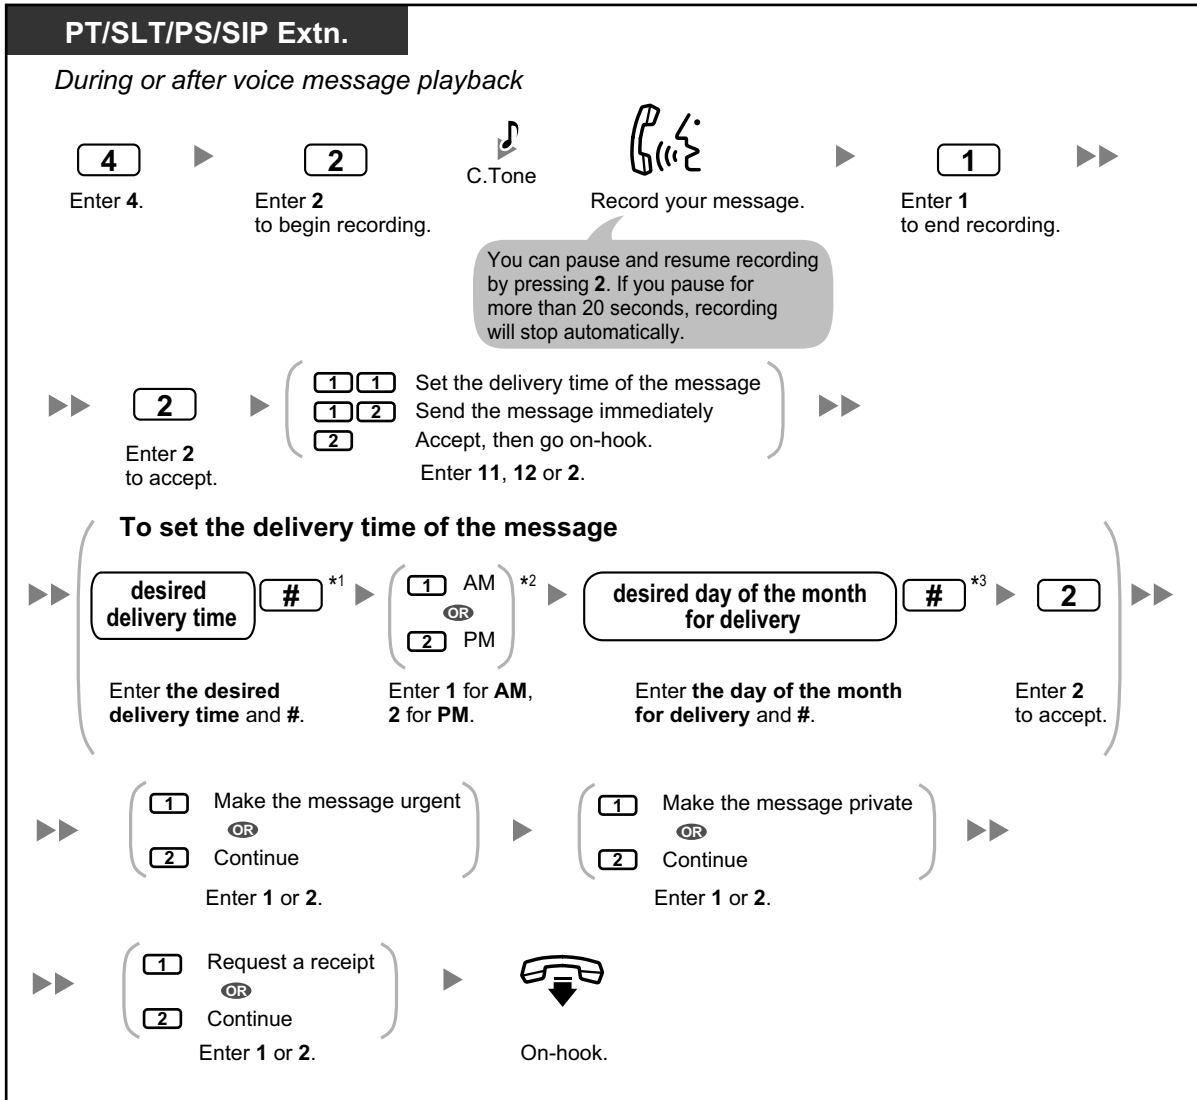 PT/SLT/PS/SIP Extn.
During or after voice message playback
4
2
C.Tone
1
Enter 4.
Enter 2
to begin recording.
Record your message.
Enter 1
to end recording.
You can pause and resume recording
by pressing 2. If you pause for
more than 20 seconds, recording
will stop automatically.
2
Enter 2
to accept.
1 1 Set the delivery time of the message
1 2 Send the message immediately
2 Accept, then go on-hook.
Enter 11, 12 or 2.
To set the delivery time of the message
desired
delivery time
# *1
1 AM
OR
2 PM
*2
desired day of the month
for delivery
# *3
2
Enter the desired
delivery time and #.
Enter 1 for AM,
2 for PM.
Enter the day of the month
for delivery and #.
Enter 2
to accept.
1 Make the message urgent
OR
2 Continue
Enter 1 or 2.
1 Make the message private
OR
2 Continue
Enter 1 or 2.
1 Request a receipt
OR
2 Continue
Enter 1 or 2.
On-hook.